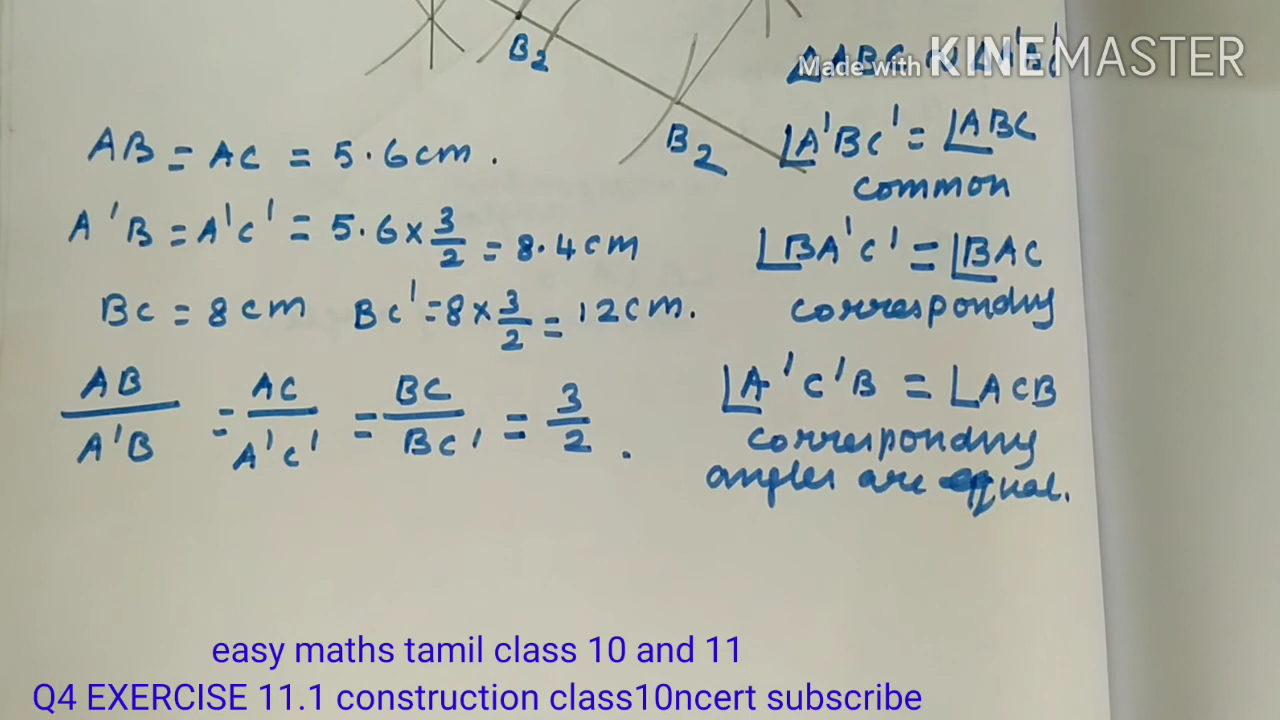 B2
Made with KINEMASTER
ΔABC ~
B2
AB = AC = 5.6cm.
∠A'BC' = ∠ABC
common
A'B = A'C' = 5.6 × 3/2 = 8.4cm
∠BA'C' = ∠BAC
corresponding
BC = 8cm BC' = 8 × 3/2 = 12cm.
AB/A'B = AC/A'C' = BC/BC' = 3/2.
∠A'C'B = ∠ACB
corresponding
angles are equal.
easy maths tamil class 10 and 11
Q4 EXERCISE 11.1 construction class10ncert subscribe